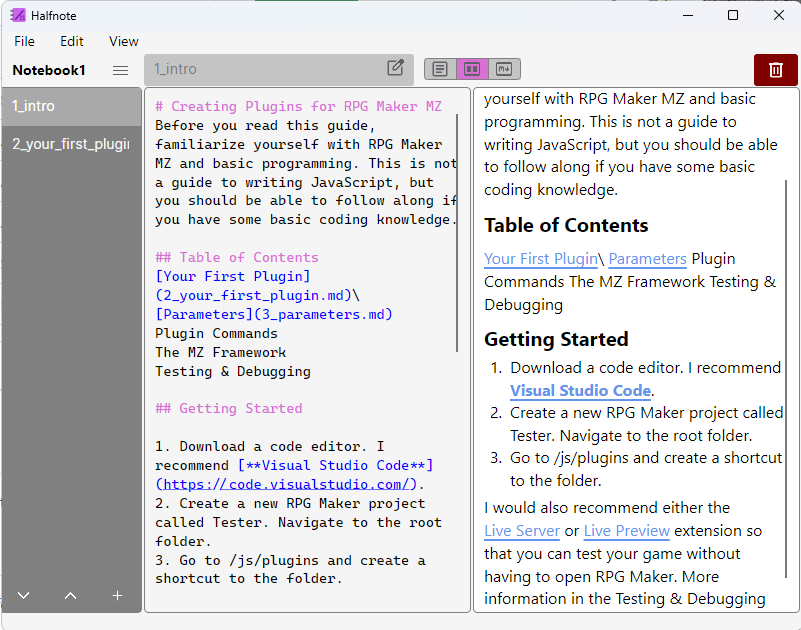 Halfnote
File Edit View
Notebook1
1_intro
1_intro
2_your_first_plugin
# Creating Plugins for RPG Maker MZ
Before you read this guide,
familiarize yourself with RPG Maker
MZ and basic programming. This is not
a guide to writing JavaScript, but
you should be able to follow along if
you have some basic coding knowledge.
## Table of Contents
[Your First Plugin]
(2_your_first_plugin.md)\
[Parameters](3_parameters.md)
Plugin Commands
The MZ Framework
Testing & Debugging
## Getting Started
1. Download a code editor. I
recommend [**Visual Studio Code**]
(https://code.visualstudio.com/).
2. Create a new RPG Maker project
called Tester. Navigate to the root
folder.
3. Go to /js/plugins and create a
shortcut to the folder.
yourself with RPG Maker MZ and basic
programming. This is not a guide to
writing JavaScript, but you should be able
to follow along if you have some basic
coding knowledge.
Table of Contents
Your First Plugin\ Parameters Plugin
Commands The MZ Framework Testing &
Debugging
Getting Started
1. Download a code editor. I recommend
Visual Studio Code.
2. Create a new RPG Maker project called
Tester. Navigate to the root folder.
3. Go to /js/plugins and create a shortcut
to the folder.
I would also recommend either the
Live Server or Live Preview extension so
that you can test your game without
having to open RPG Maker. More
information in the Testing & Debugging